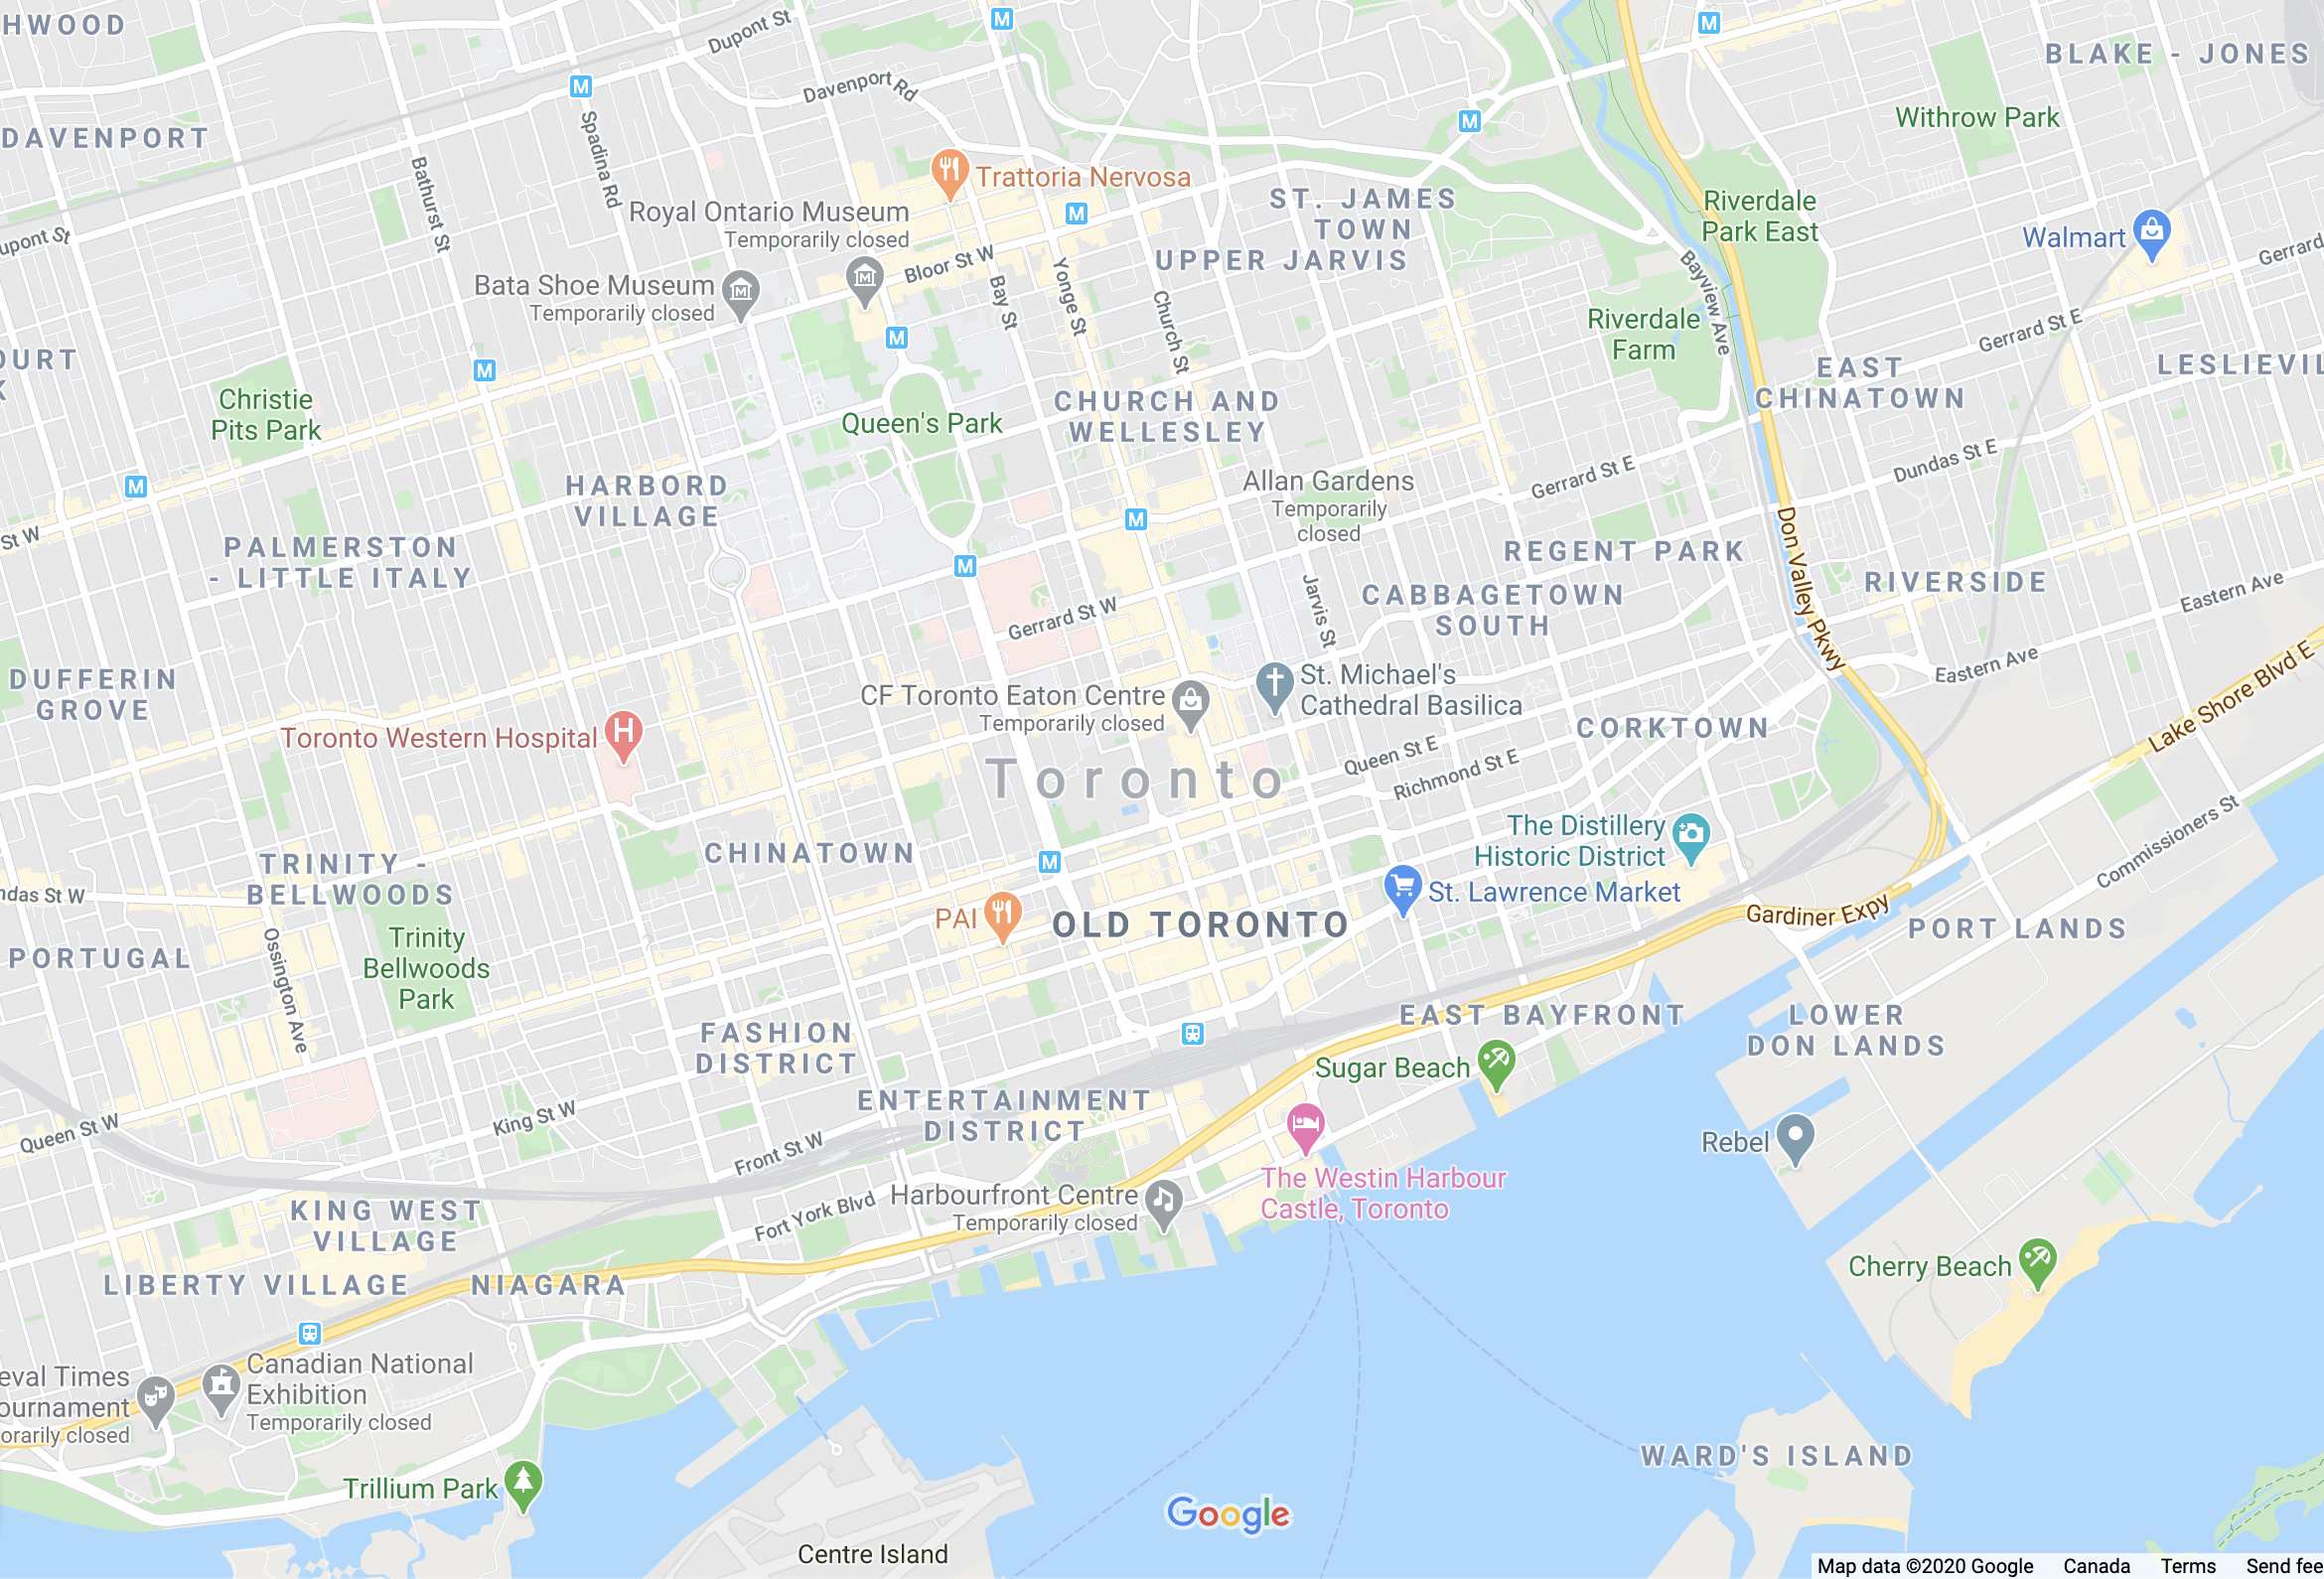 HWOOD
Dupont St
M
M
M
BLAKE - JONES
Davenport Rd
M
Withrow Park
DAVENPORT
Spadina Rd
Bathurst St
Trattoria Nervosa
ST. JAMES
TOWN
Riverdale
Park East
Royal Ontario Museum
Temporarily closed
M
upont St
Walmart
Gerrard
UPPER JARVIS
Bloor St W
Bayview Ave
Bata Shoe Museum
Temporarily closed
Bay St
Yonge St
Church St
Riverdale
Farm
Gerrard St E
M
OURT
K
M
EAST
CHINATOWN
LESLIEVIL
Christie
Pits Park
Queen's Park
CHURCH AND
WELLESLEY
Dundas St E
M
HARBORD
VILLAGE
Allan Gardens
Temporarily
closed
Gerrard St E
M
St W
Don Valley Pkwy
PALMERSTON
- LITTLE ITALY
M
REGENT PARK
RIVERSIDE
Eastern Ave
CABBAGETOWN
SOUTH
Jarvis St
Gerrard St W
DUFFERIN
GROVE
Eastern Ave
St. Michael's
Cathedral Basilica
CF Toronto Eaton Centre
Temporarily closed
Lake Shore Blvd E
Toronto Western Hospital
H
CORKTOWN
Queen St E
Toronto
Richmond St E
The Distillery
Historic District
Commissioners St
CHINATOWN
M
TRINITY -
BELLWOODS
St. Lawrence Market
ndas St W
PAI
OLD TORONTO
Gardiner Expy
PORT LANDS
PORTUGAL
Ossington Ave
Trinity
Bellwoods
Park
FASHION
DISTRICT
EAST BAYFRONT
LOWER
DON LANDS
Sugar Beach
ENTERTAINMENT
DISTRICT
Queen St W
King St W
Front St W
Rebel
The Westin Harbour
Castle, Toronto
Harbourfront Centre
Temporarily closed
Fort York Blvd
KING WEST
VILLAGE
Cherry Beach
LIBERTY VILLAGE
NIAGARA
eval Times
ournament
orarily closed
Canadian National
Exhibition
Temporarily closed
WARD'S ISLAND
Trillium Park
Google
Centre Island
Map data ©2020 Google Canada Terms Send fee